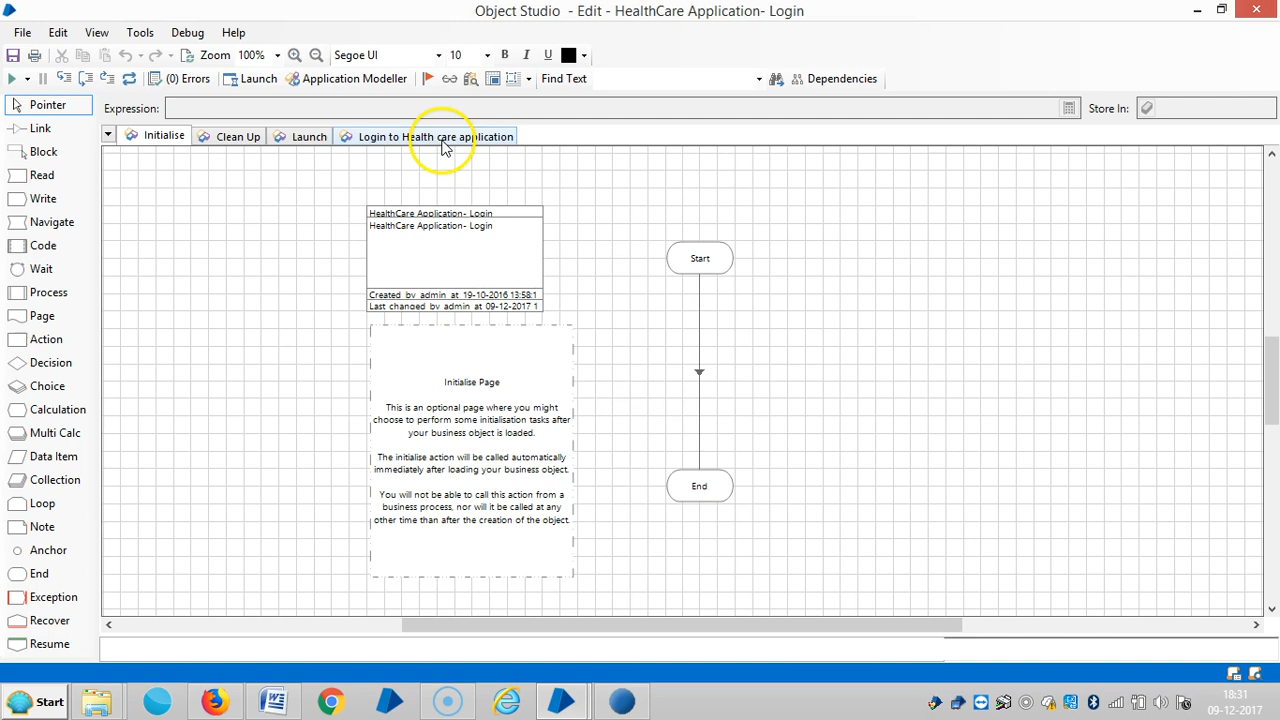 Object Studio - Edit - HealthCare Application- Login
File Edit View Tools Debug Help
Zoom 100% Segoe UI 10 B I U
(0) Errors Launch Application Modeller Find Text Dependencies
Pointer
Link
Block
Read
Write
Navigate
Code
Wait
Process
Page
Action
Decision
Choice
Calculation
Multi Calc
Data Item
Collection
Loop
Note
Anchor
End
Exception
Recover
Resume
Expression: Store In:
Initialise Clean Up Launch Login to Health care application
HealthCare Application- Login
HealthCare Application- Login
Created by admin at 19-10-2016 13:58:1
Last changed by admin at 09-12-2017 1
Initialise Page
This is an optional page where you might
choose to perform some initialisation tasks after
your business object is loaded.
The initialise action will be called automatically
immediately after loading your business object.
You will not be able to call this action from a
business process, nor will it be called at any
other time than after the creation of the object.
Start
End
Start
18:31
09-12-2017